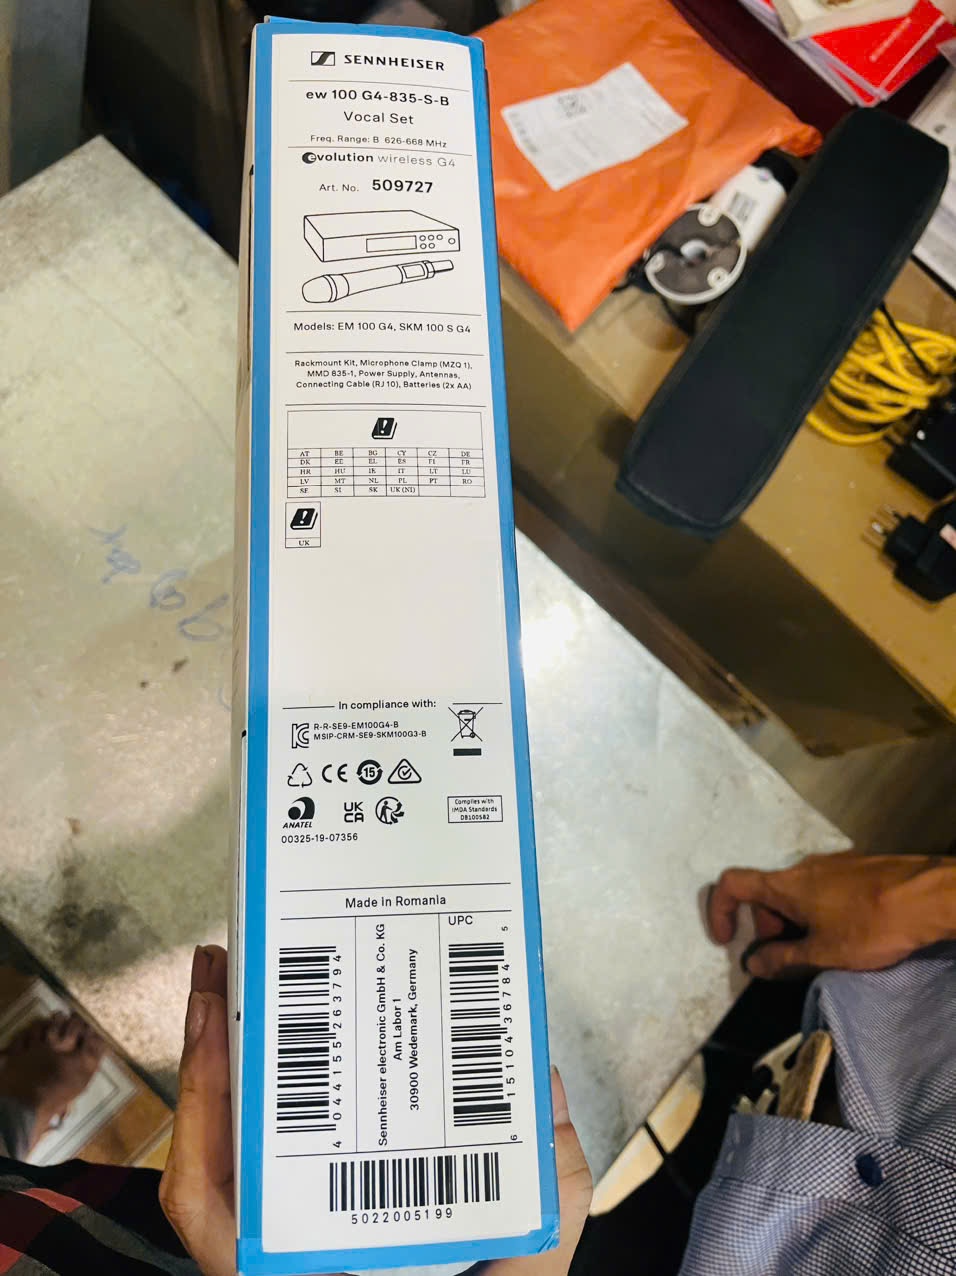 SENNHEISER
ew 100 G4-835-S-B
Vocal Set
Freq. Range: B 626-668 MHz
evolution wireless G4
Art. No. 509727
Models: EM 100 G4, SKM 100 S G4
Rackmount Kit, Microphone Clamp (MZQ 1),
MMD 835-1, Power Supply, Antennas,
Connecting Cable (RJ 10), Batteries (2x AA)
AT BE BG CY CZ DE
DK EE EL ES FI FR
HR HU IE IT LT LU
LV MT NL PL PT RO
SE SI SK UK (NI)
UK
In compliance with:
R-R-SE9-EM100G4-B
MSIP-CRM-SE9-SKM100G3-B
CE 15
ANATEL
UK
CA
Complies with
IMDA Standards
DB100582
00325-19-07356
Made in Romania
4 044155 263794
Sennheiser electronic GmbH & Co. KG
Am Labor 1
30900 Wedemark, Germany
UPC
6 15104 36784 5
5022005199